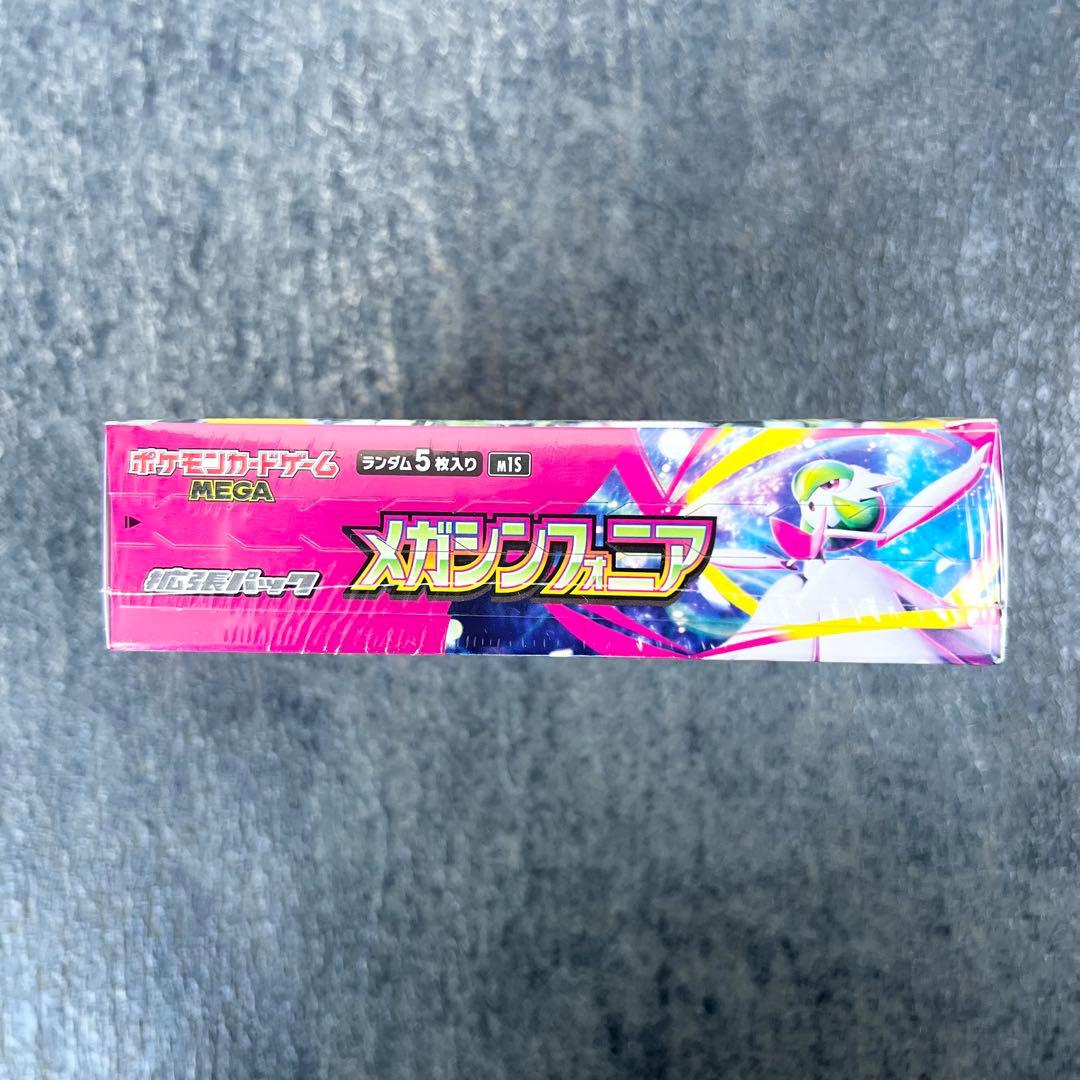 ポケモンカードゲーム
MEGA
ランダム5枚入り M1S
メガシンフォニア
拡張パック